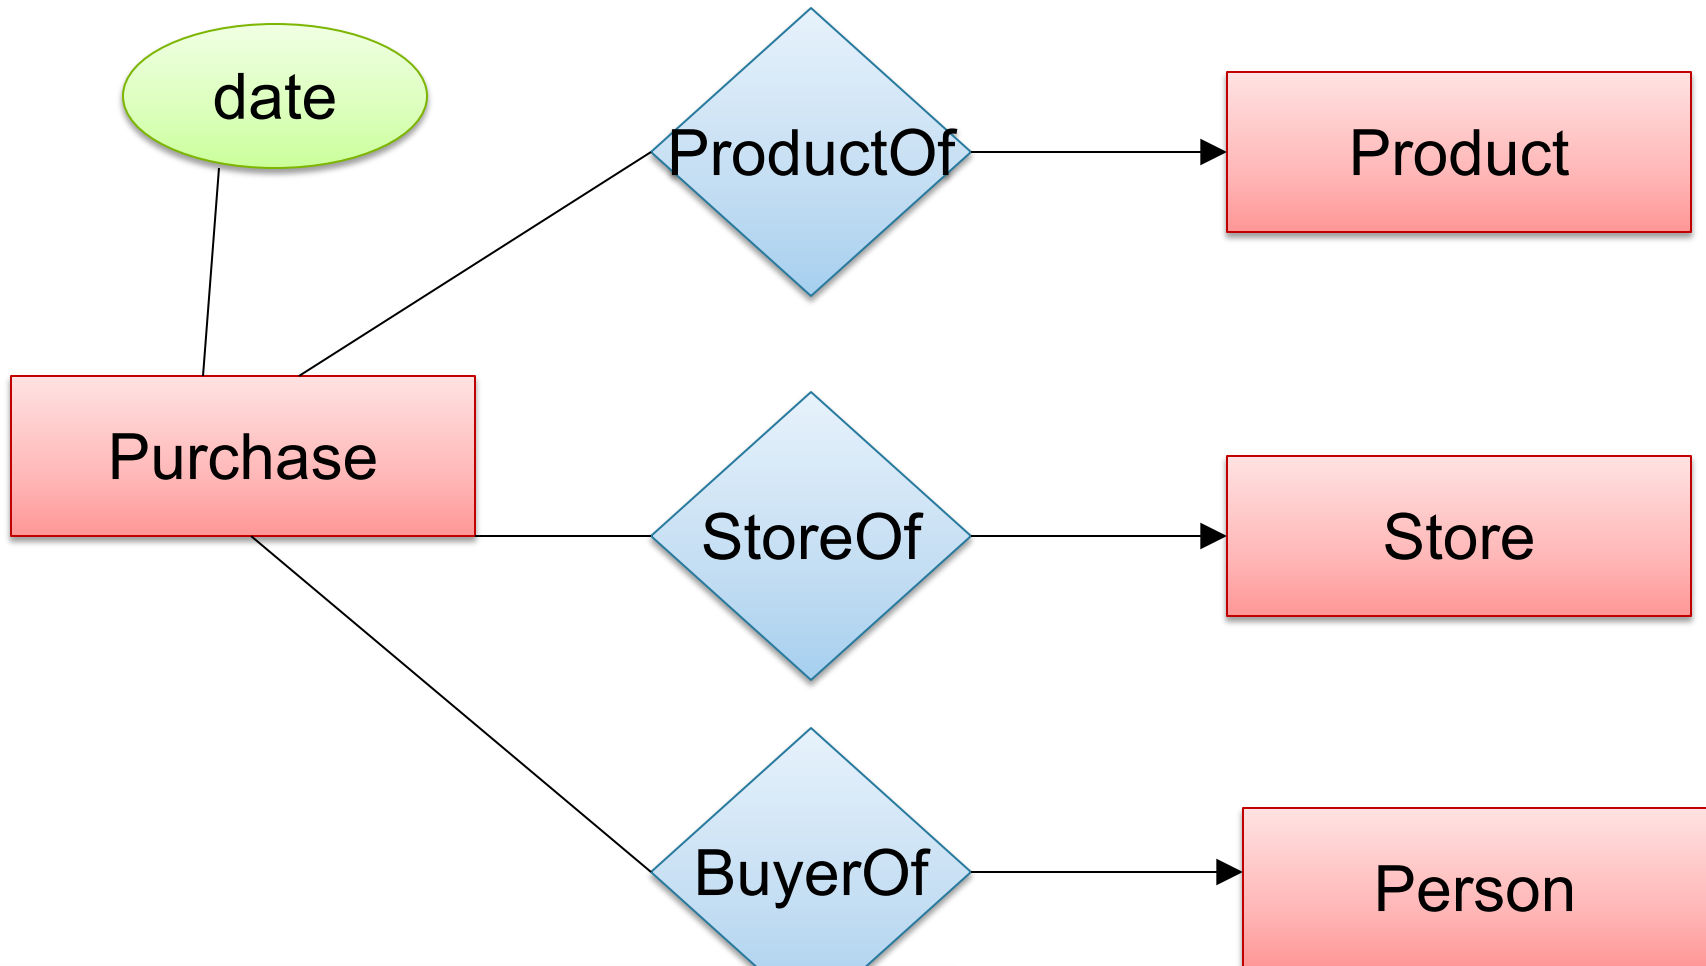 date
ProductOf
Product
Purchase
StoreOf
Store
BuyerOf
Person